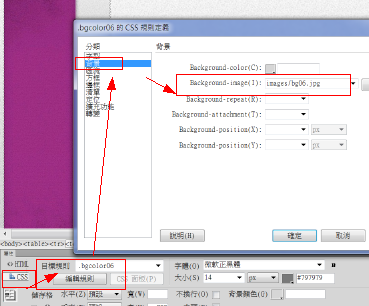 .bgcolor06 的 CSS 規則定義
分類
背景
類型
背景
區塊
方框
邊框
清單
定位
擴充功能
轉變
Background-color(C):
Background-image(I): images/bg06.jpg
Background-repeat(R):
Background-attachment(T):
Background-position(X): px
Background-position(Y): px
說明(H)
確定
取消
<body><table><tr><t
屬性
<>HTML
CSS
目標規則 .bgcolor06
編輯規則
CSS 面板(P)
字體(O) 微軟正黑體
大小(S) 14 px #797979
儲存格 水平(Z) 預設 寬(W) 不換行(O) 背景顏色(G)